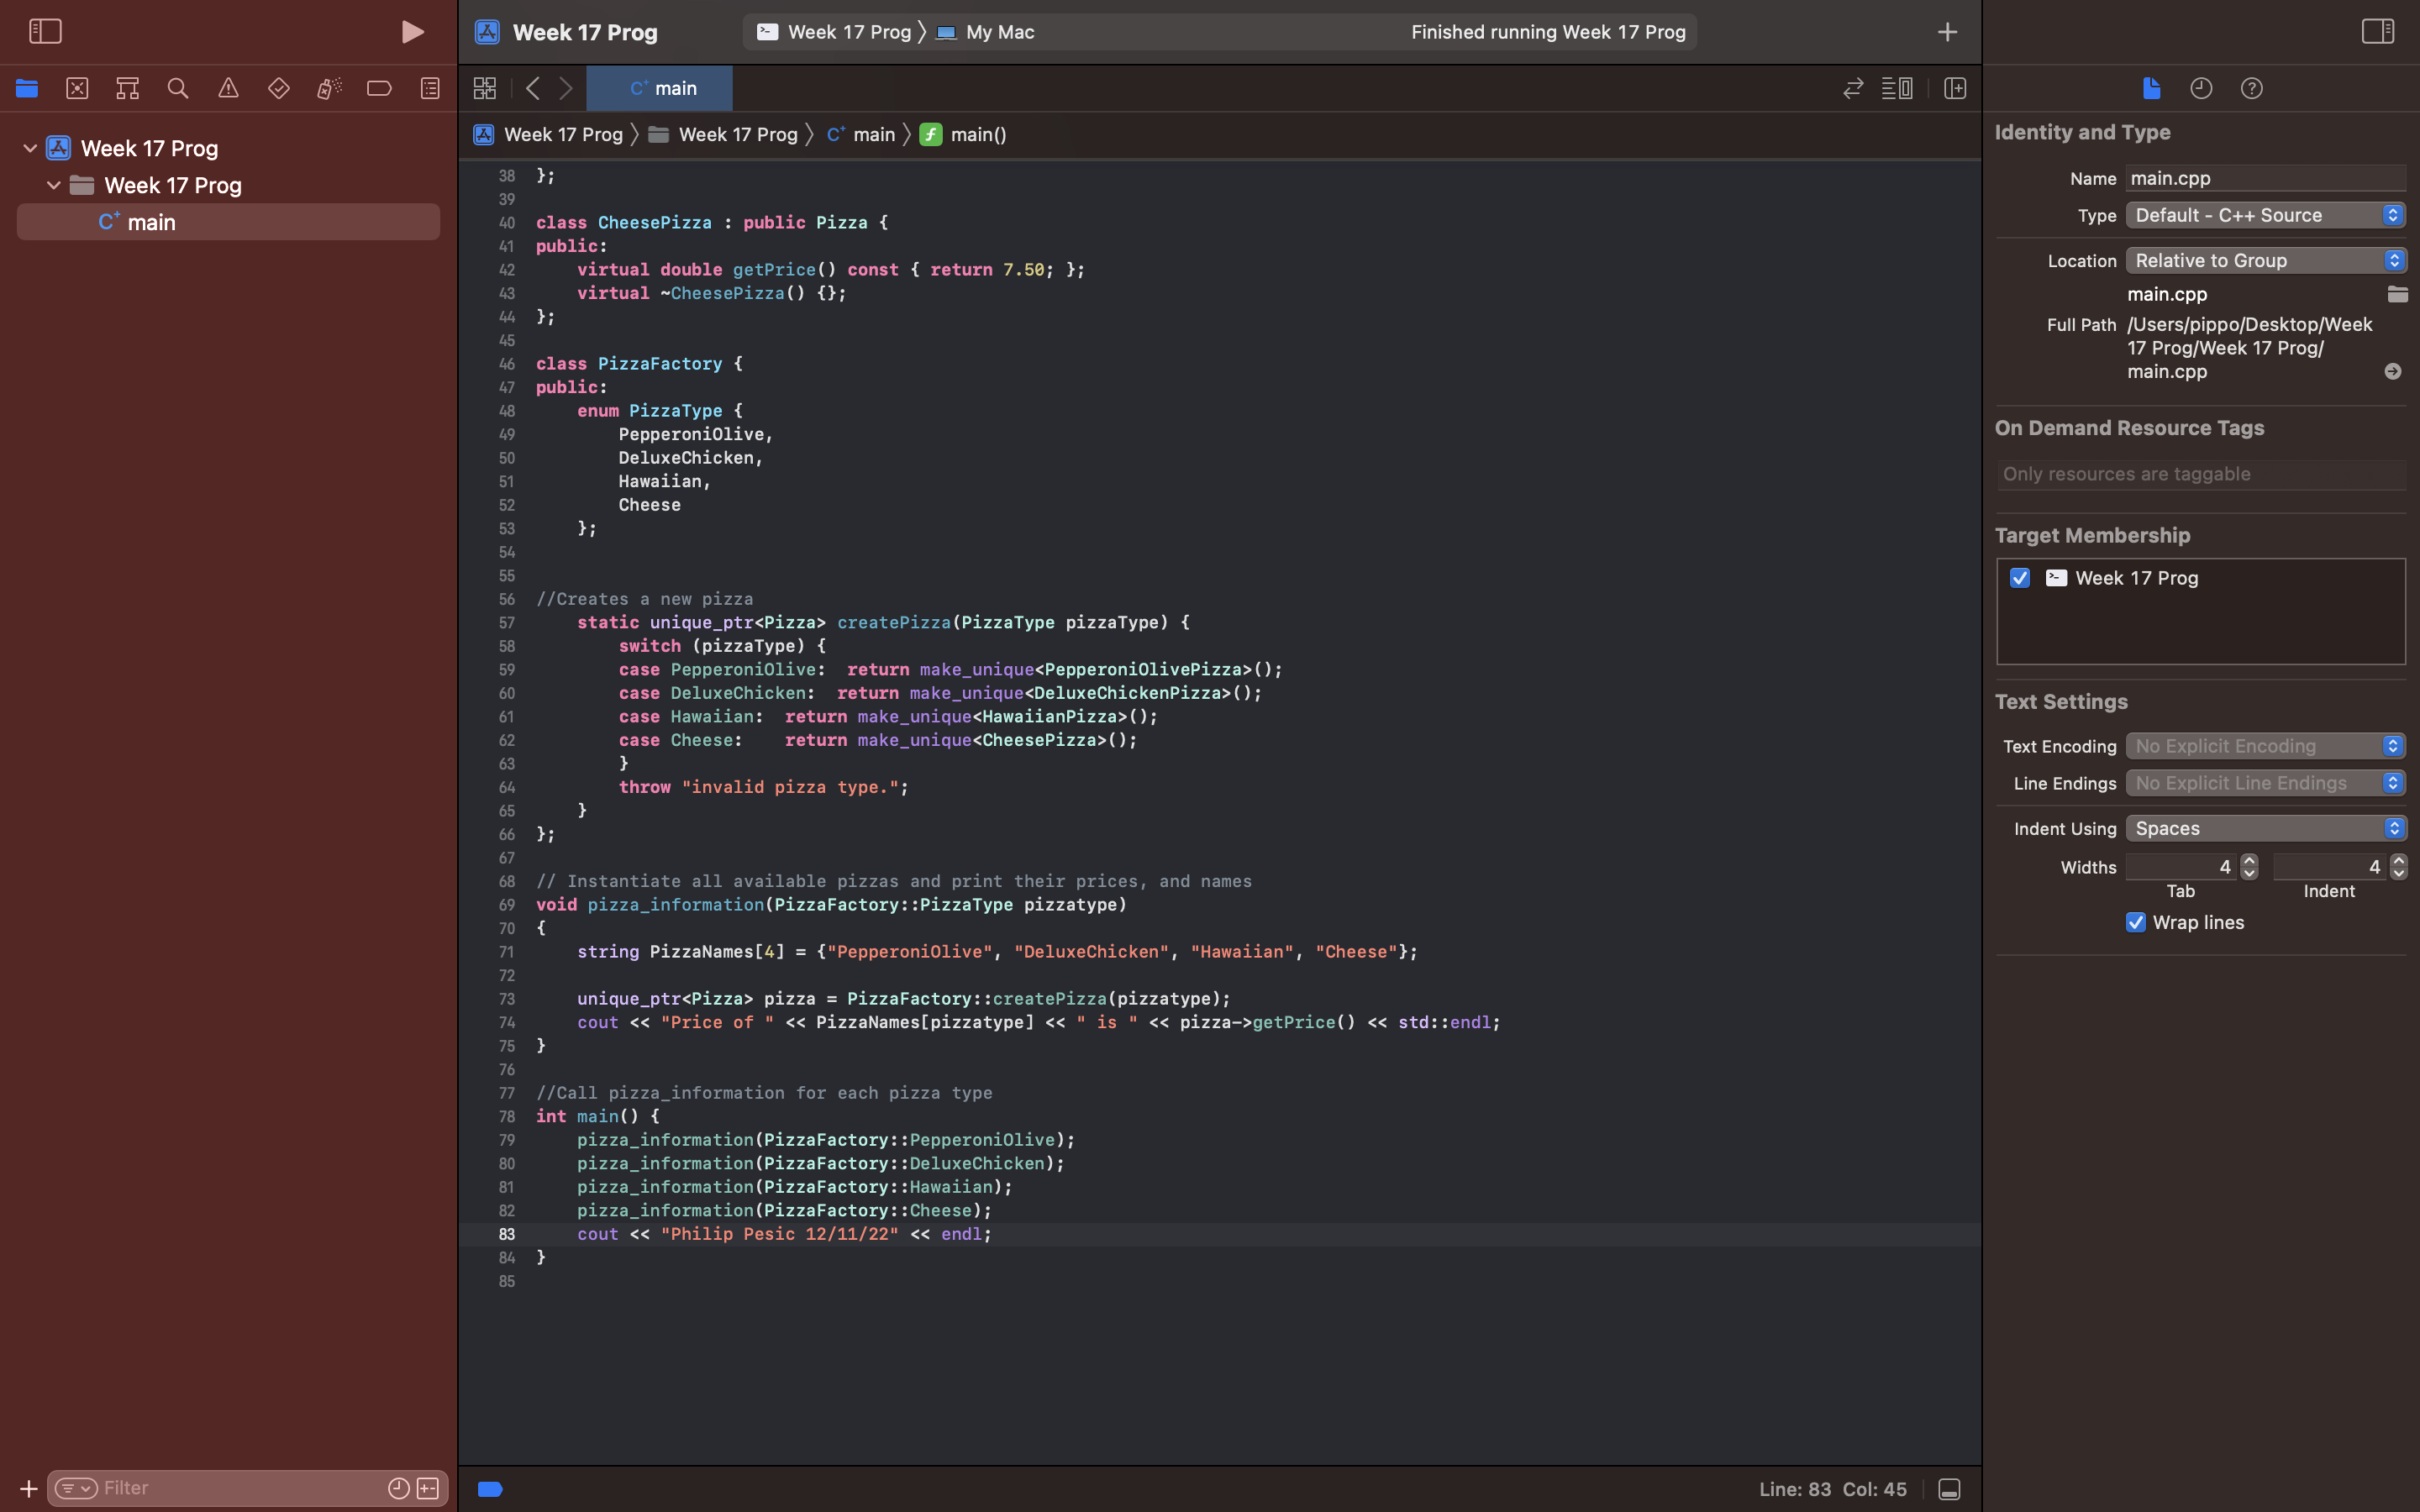 Week 17 Prog
Week 17 Prog
main
Filter
Week 17 Prog
Week 17 Prog 〉 My Mac
Finished running Week 17 Prog
main
Week 17 Prog 〉 Week 17 Prog 〉 main 〉 f main()
38 };
39
40 class CheesePizza : public Pizza {
41 public:
42     virtual double getPrice() const { return 7.50; };
43     virtual ~CheesePizza() {};
44 };
45
46 class PizzaFactory {
47 public:
48     enum PizzaType {
49         PepperoniOlive,
50         DeluxeChicken,
51         Hawaiian,
52         Cheese
53     };
54
55
56 //Creates a new pizza
57     static unique_ptr<Pizza> createPizza(PizzaType pizzaType) {
58         switch (pizzaType) {
59         case PepperoniOlive:  return make_unique<PepperoniOlivePizza>();
60         case DeluxeChicken:  return make_unique<DeluxeChickenPizza>();
61         case Hawaiian:  return make_unique<HawaiianPizza>();
62         case Cheese:    return make_unique<CheesePizza>();
63         }
64         throw "invalid pizza type.";
65     }
66 };
67
68 // Instantiate all available pizzas and print their prices, and names
69 void pizza_information(PizzaFactory::PizzaType pizzatype)
70 {
71     string PizzaNames[4] = {"PepperoniOlive", "DeluxeChicken", "Hawaiian", "Cheese"};
72
73     unique_ptr<Pizza> pizza = PizzaFactory::createPizza(pizzatype);
74     cout << "Price of " << PizzaNames[pizzatype] << " is " << pizza->getPrice() << std::endl;
75 }
76
77 //Call pizza_information for each pizza type
78 int main() {
79     pizza_information(PizzaFactory::PepperoniOlive);
80     pizza_information(PizzaFactory::DeluxeChicken);
81     pizza_information(PizzaFactory::Hawaiian);
82     pizza_information(PizzaFactory::Cheese);
83     cout << "Philip Pesic 12/11/22" << endl;
84 }
85
Line: 83 Col: 45
Identity and Type
Name main.cpp
Type Default - C++ Source
Location Relative to Group
main.cpp
Full Path /Users/pippo/Desktop/Week
17 Prog/Week 17 Prog/
main.cpp
On Demand Resource Tags
Only resources are taggable
Target Membership
Week 17 Prog
Text Settings
Text Encoding No Explicit Encoding
Line Endings No Explicit Line Endings
Indent Using Spaces
Widths 4 4
Tab Indent
Wrap lines